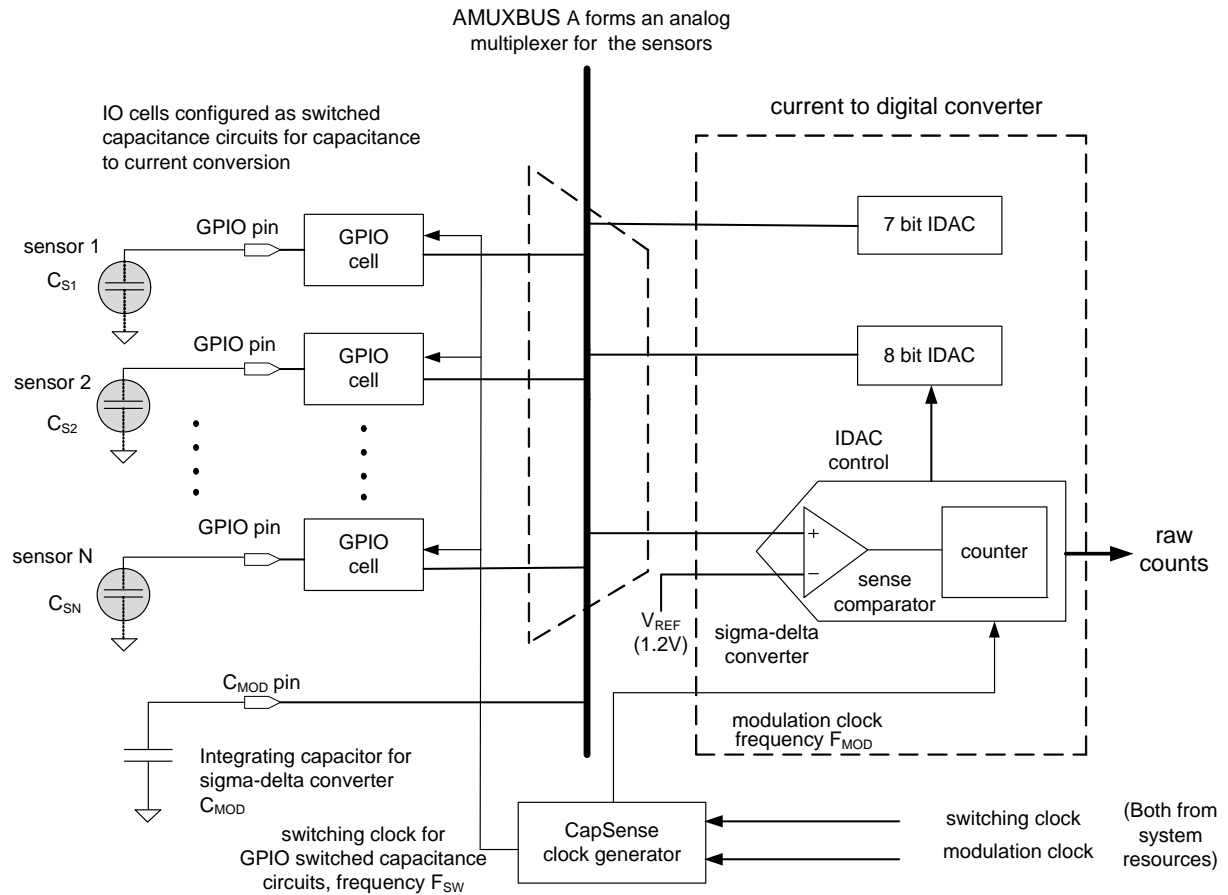 AMUXBUS A forms an analog
multiplexer for the sensors
IO cells configured as switched
capacitance circuits for capacitance
to current conversion
current to digital converter
GPIO pin
sensor 1
CS1
GPIO
cell
7 bit IDAC
GPIO pin
sensor 2
CS2
GPIO
cell
8 bit IDAC
IDAC
control
GPIO pin
sensor N
CSN
GPIO
cell
+
−
counter
sense
comparator
raw
counts
VREF
(1.2V)
sigma-delta
converter
CMOD pin
Integrating capacitor for
sigma-delta converter
CMOD
modulation clock
frequency FMOD
switching clock for
GPIO switched capacitance
circuits, frequency FSW
CapSense
clock generator
switching clock
modulation clock
(Both from
system
resources)